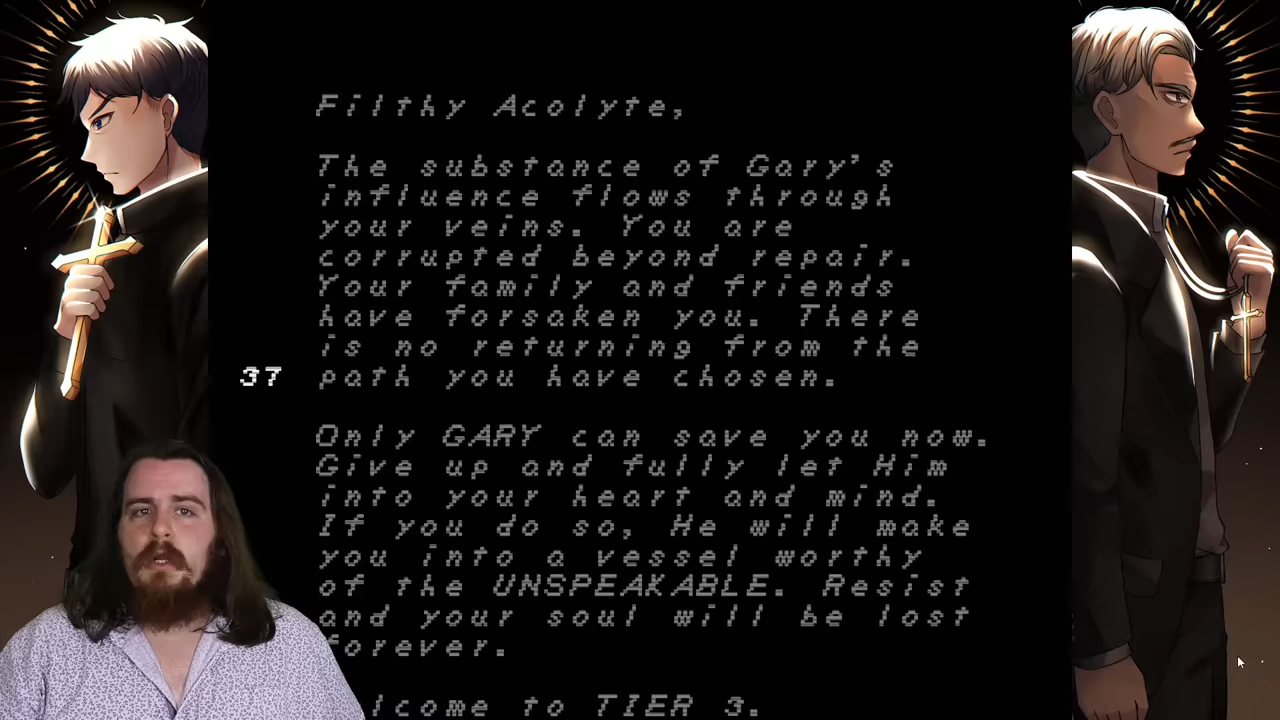 Filthy Acolyte,
The substance of Gary's
influence flows through
your veins. You are
corrupted beyond repair.
Your family and friends
have forsaken you. There
is no returning from the
37 path you have chosen.
Only GARY can save you now.
Give up and fully let Him
into your heart and mind.
If you do so, He will make
you into a vessel worthy
of the UNSPEAKABLE. Resist
and your soul will be lost
forever.
lcome to TIER 3.